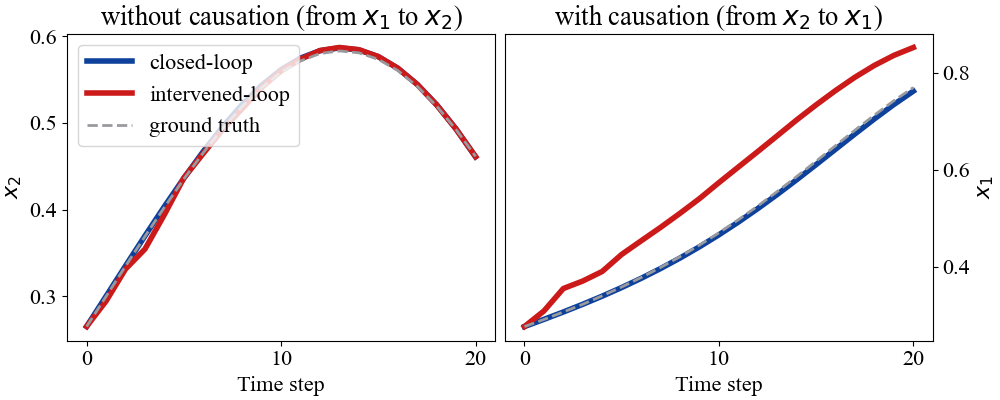 without causation (from x₁ to x₂)
with causation (from x₂ to x₁)
closed-loop
intervened-loop
ground truth
0.6
0.5
0.4
0.3
x₂
0
10
20
Time step
0
10
20
Time step
0.8
0.6
0.4
x₁